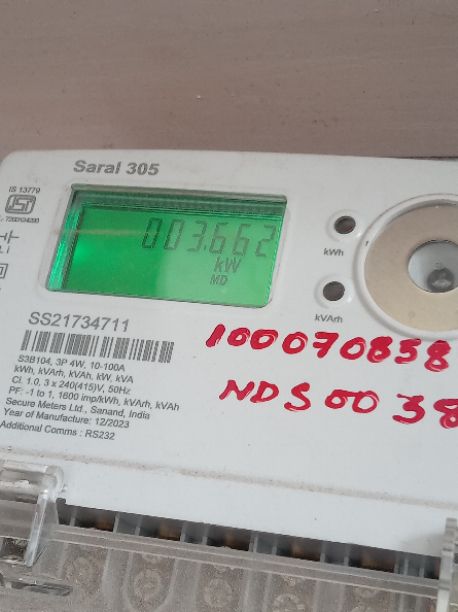 Saral 305
IS 13779
ISI
003.662
kW
MD
kWh
kVArh
SS21734711
100070858
S3B104, 3P 4W, 10-100A
kWh, kVArh, kVAh, kW, kVA
Cl. 1.0, 3 x 240(415)V, 50Hz
PF: -1 to 1, 1600 imp/kWh, kVArh, kVAh
Secure Meters Ltd., Sanand, India
Year of Manufacture: 12/2023
Additional Comms : RS232
NDS0038